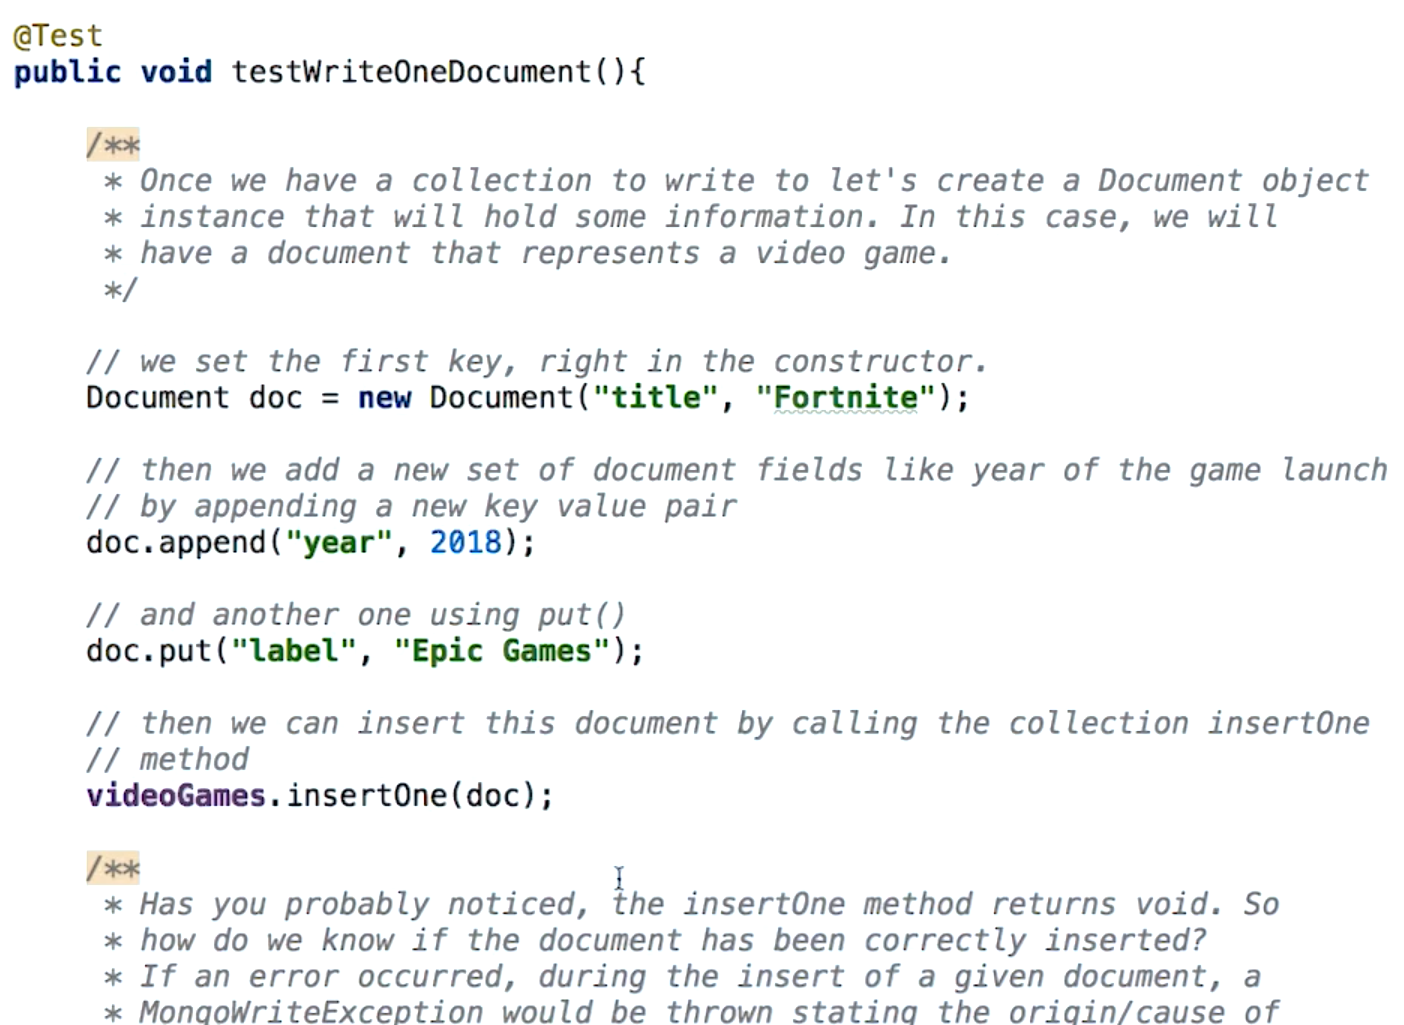 @Test
public void testWriteOneDocument(){
/**
* Once we have a collection to write to let's create a Document object
* instance that will hold some information. In this case, we will
* have a document that represents a video game.
*/
// we set the first key, right in the constructor.
Document doc = new Document("title", "Fortnite");
// then we add a new set of document fields like year of the game launch
// by appending a new key value pair
doc.append("year", 2018);
// and another one using put()
doc.put("label", "Epic Games");
// then we can insert this document by calling the collection insertOne
// method
videoGames.insertOne(doc);
/**
* Has you probably noticed, the insertOne method returns void. So
* how do we know if the document has been correctly inserted?
* If an error occurred, during the insert of a given document, a
* MongoWriteException would be thrown stating the origin/cause of